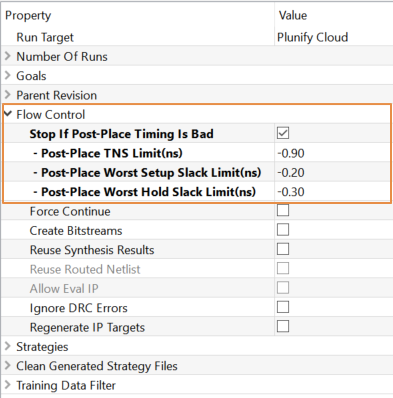 Property Value
Run Target Plunify Cloud
Number Of Runs
Goals
Parent Revision
Flow Control
Stop If Post-Place Timing Is Bad
- Post-Place TNS Limit(ns) -0.90
- Post-Place Worst Setup Slack Limit(ns) -0.20
- Post-Place Worst Hold Slack Limit(ns) -0.30
Force Continue
Create Bitstreams
Reuse Synthesis Results
Reuse Routed Netlist
Allow Eval IP
Ignore DRC Errors
Regenerate IP Targets
Strategies
Clean Generated Strategy Files
Training Data Filter